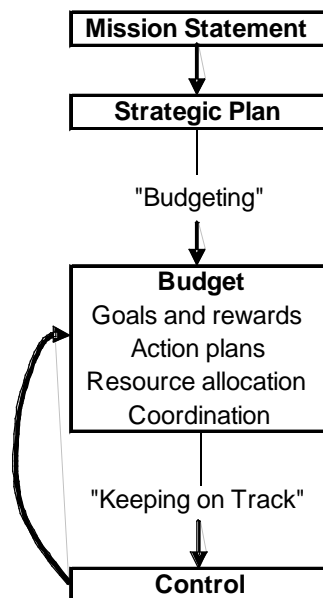 Mission Statement
Strategic Plan
"Budgeting"
Budget
Goals and rewards
Action plans
Resource allocation
Coordination
"Keeping on Track"
Control